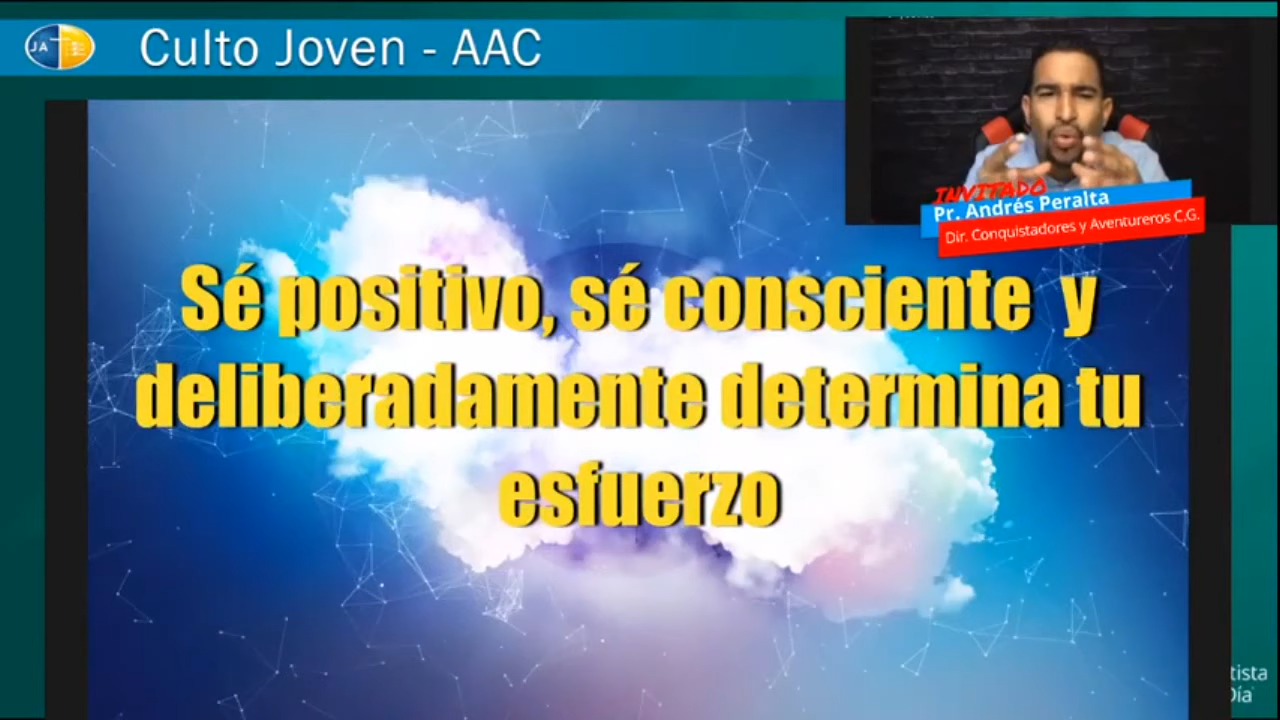 JA
Culto Joven - AAC
INVITADO
Pr. Andrés Peralta
Dir. Conquistadores y Aventureros C.G.
Sé positivo, sé consciente y
deliberadamente determina tu
esfuerzo
tista
Día